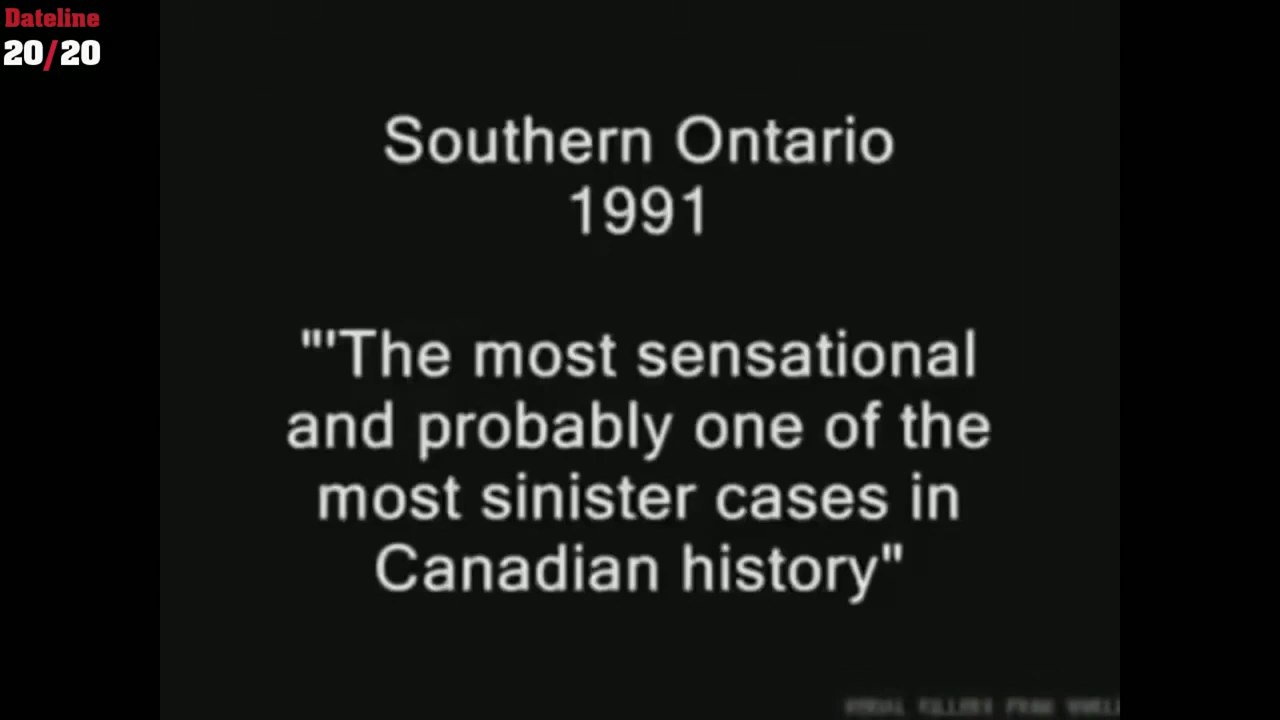 Dateline
20/20
Southern Ontario
1991
"'The most sensational
and probably one of the
most sinister cases in
Canadian history"